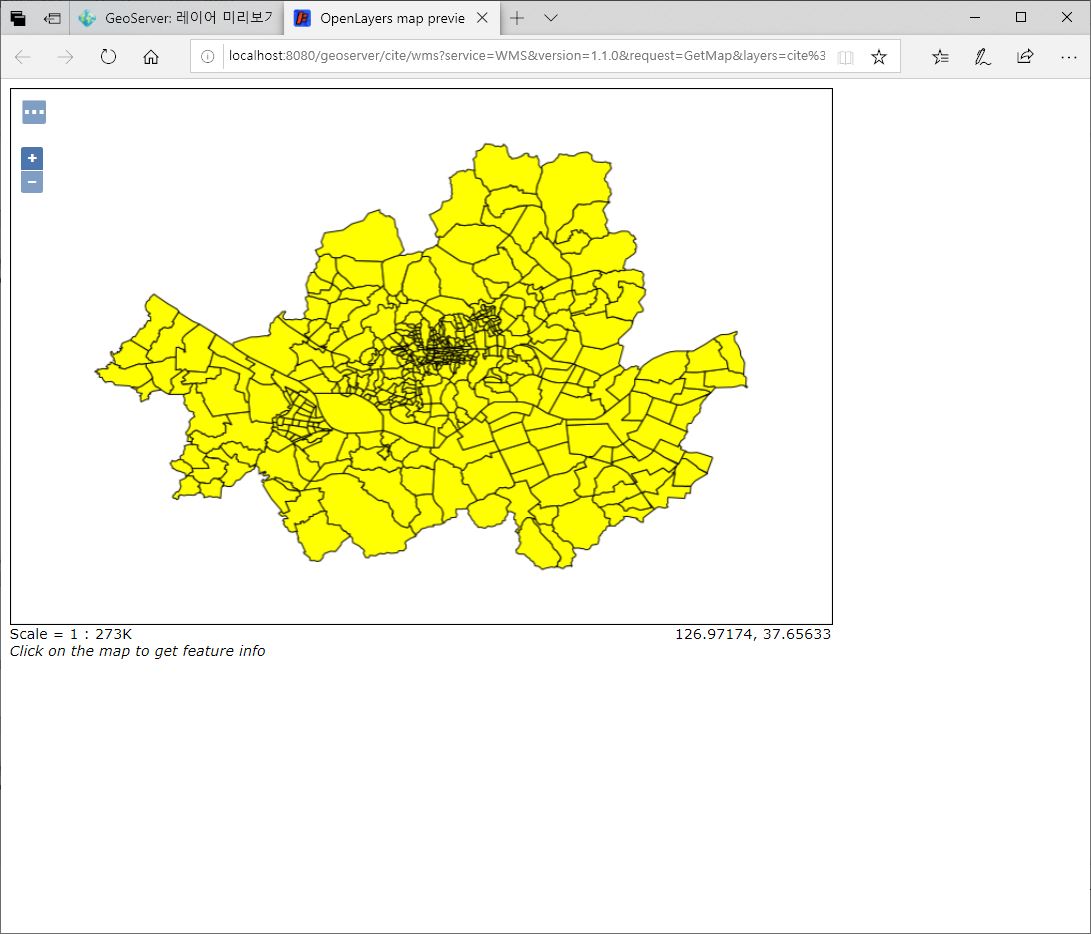 GeoServer: 레이어 미리보기
OpenLayers map previe
localhost:8080/geoserver/cite/wms?service=WMS&version=1.1.0&request=GetMap&layers=cite%3
+
−
Scale = 1 : 273K
126.97174, 37.65633
Click on the map to get feature info